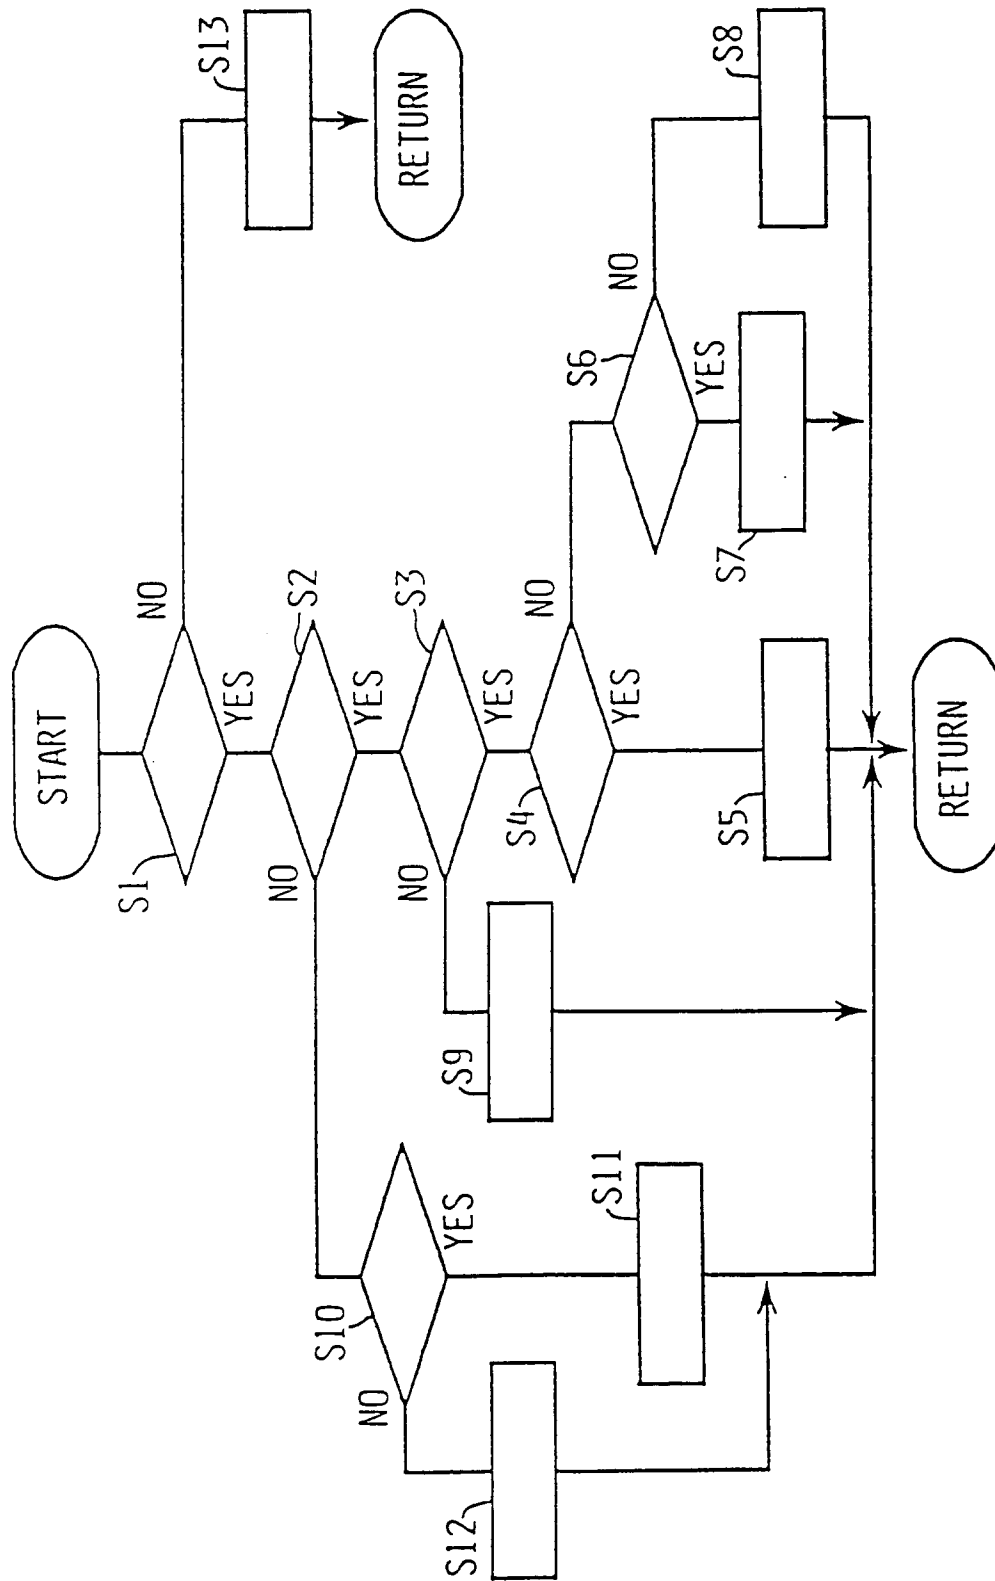 START
S1
NO
YES
S13
RETURN
S2
NO
YES
S3
NO
YES
S4
NO
YES
S6
NO
YES
S10
NO
YES
S12
S11
S9
S5
S7
S8
RETURN